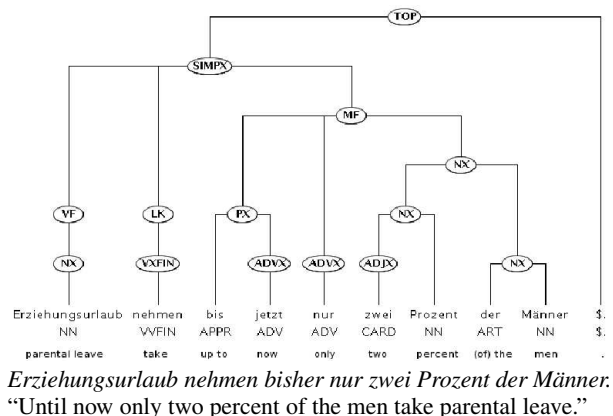 TOP
SIMPX
MF
NX
VF LK PX NX
NX VXFIN ADVX ADVX ADJX NX
Erziehungsurlaub nehmen bis jetzt nur zwei Prozent der Männer $.
NN VVFIN APPR ADV ADV CARD NN ART NN $.
parental leave take up to now only two percent (of) the men .
Erziehungsurlaub nehmen bisher nur zwei Prozent der Männer.
“Until now only two percent of the men take parental leave.”